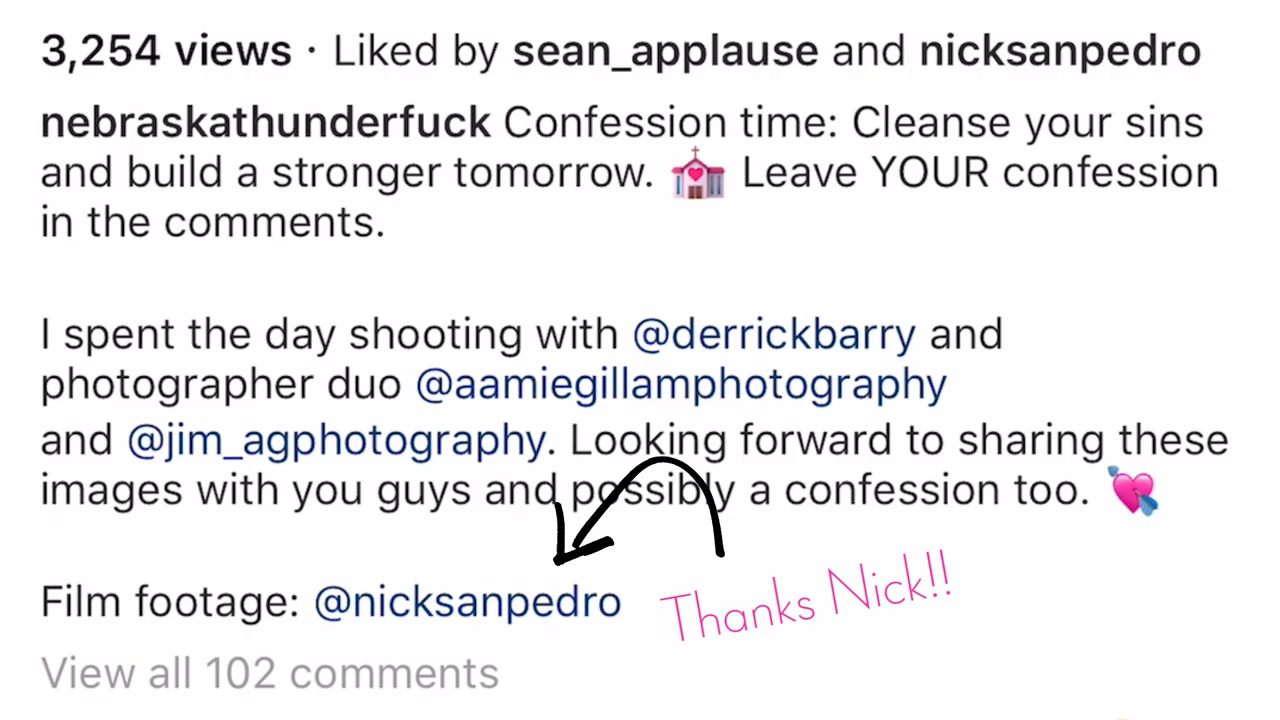 3,254 views · Liked by sean_applause and nicksanpedro
nebraskathunderfuck Confession time: Cleanse your sins
and build a stronger tomorrow. 💒 Leave YOUR confession
in the comments.
I spent the day shooting with @derrickbarry and
photographer duo @aamiegillamphotography
and @jim_agphotography. Looking forward to sharing these
images with you guys and possibly a confession too. 💘
Film footage: @nicksanpedro
Thanks Nick!!
View all 102 comments